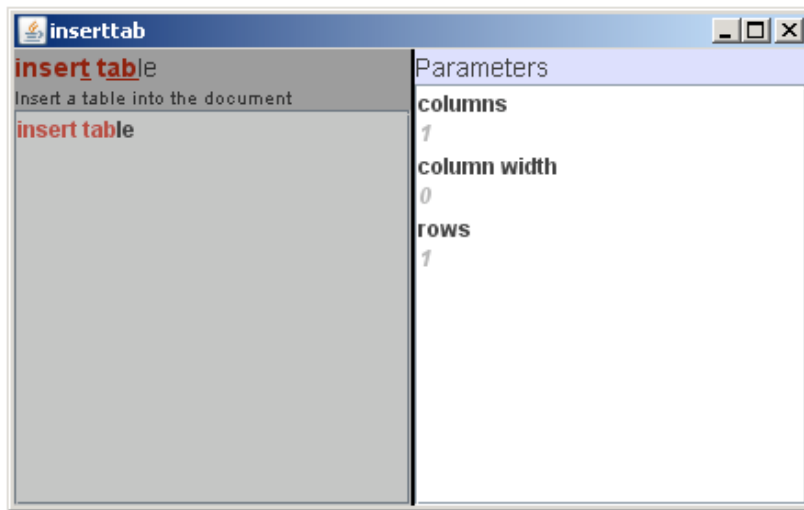 inserttab
insert table
Insert a table into the document
insert table
Parameters
columns
1
column width
0
rows
1